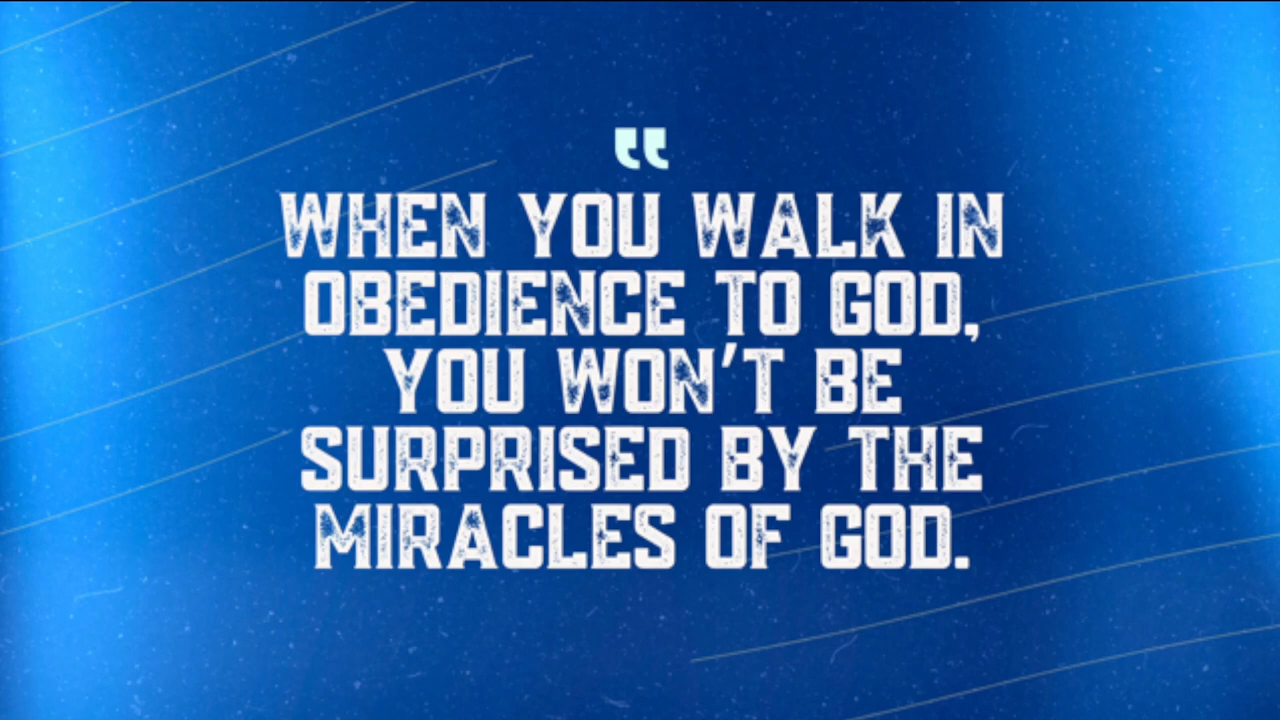 “
WHEN YOU WALK IN
OBEDIENCE TO GOD,
YOU WON'T BE
SURPRISED BY THE
MIRACLES OF GOD.